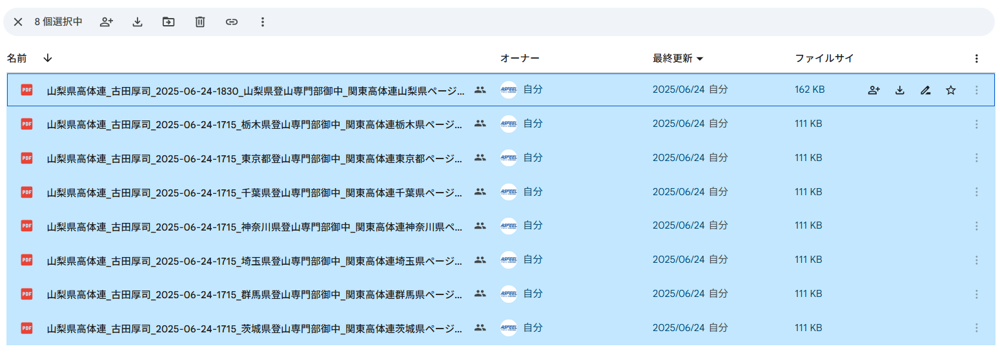 8 個選択中
名前 オーナー 最終更新 ファイルサイ
PDF 山梨県高体連_古田厚司_2025-06-24-1830_山梨県登山専門部御中_関東高体連山梨県ページ... ASFEEL 自分 2025/06/24 自分 162 KB
PDF 山梨県高体連_古田厚司_2025-06-24-1715_栃木県登山専門部御中_関東高体連栃木県ページ... ASFEEL 自分 2025/06/24 自分 111 KB
PDF 山梨県高体連_古田厚司_2025-06-24-1715_東京都登山専門部御中_関東高体連東京都ページ... ASFEEL 自分 2025/06/24 自分 111 KB
PDF 山梨県高体連_古田厚司_2025-06-24-1715_千葉県登山専門部御中_関東高体連千葉県ページ... ASFEEL 自分 2025/06/24 自分 111 KB
PDF 山梨県高体連_古田厚司_2025-06-24-1715_神奈川県登山専門部御中_関東高体連神奈川県ペ... ASFEEL 自分 2025/06/24 自分 111 KB
PDF 山梨県高体連_古田厚司_2025-06-24-1715_埼玉県登山専門部御中_関東高体連埼玉県ページ... ASFEEL 自分 2025/06/24 自分 111 KB
PDF 山梨県高体連_古田厚司_2025-06-24-1715_群馬県登山専門部御中_関東高体連群馬県ページ... ASFEEL 自分 2025/06/24 自分 111 KB
PDF 山梨県高体連_古田厚司_2025-06-24-1715_茨城県登山専門部御中_関東高体連茨城県ページ... ASFEEL 自分 2025/06/24 自分 111 KB